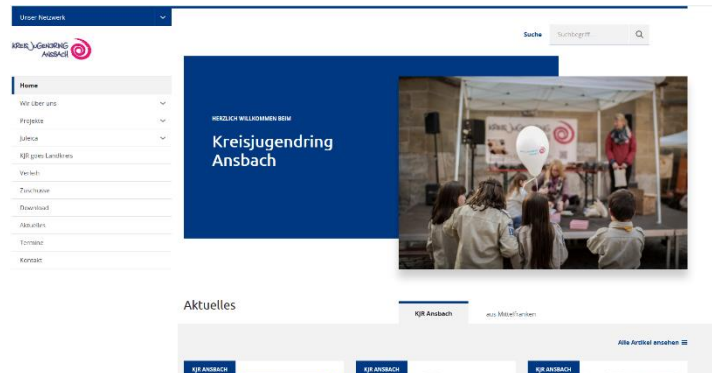 Unser Netzwerk
Suche
Suchbegriff
KREISJUGENDRING
ANSBACH
Home
Wir über uns
Projekte
Juleica
KJR goes Landkreis
Verleih
Zuschüsse
Download
Aktuelles
Termine
Kontakt
HERZLICH WILLKOMMEN BEIM
Kreisjugendring
Ansbach
Aktuelles
KJR Ansbach
aus Mittelfranken
Alle Artikel ansehen
KJR ANSBACH
KJR ANSBACH
KJR ANSBACH